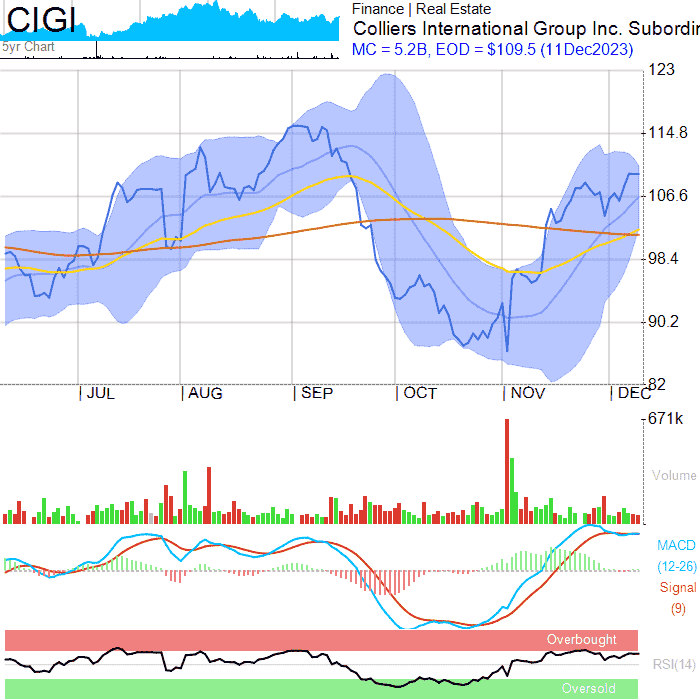 CIGI
5yr Chart
Finance | Real Estate
Colliers International Group Inc. Subordin
MC = 5.2B, EOD = $109.5 (11Dec2023)
123
114.8
106.6
98.4
90.2
82
JUL AUG SEP OCT NOV DEC
671k
Volume
MACD
(12-26)
Signal
(9)
Overbought
RSI(14)
Oversold